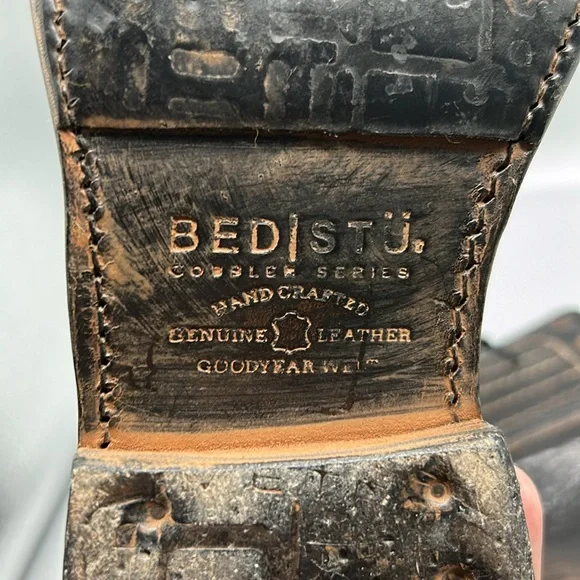 BED|STÜ.
COBBLER SERIES
HAND CRAFTED
GENUINE LEATHER
GOODYEAR WELT